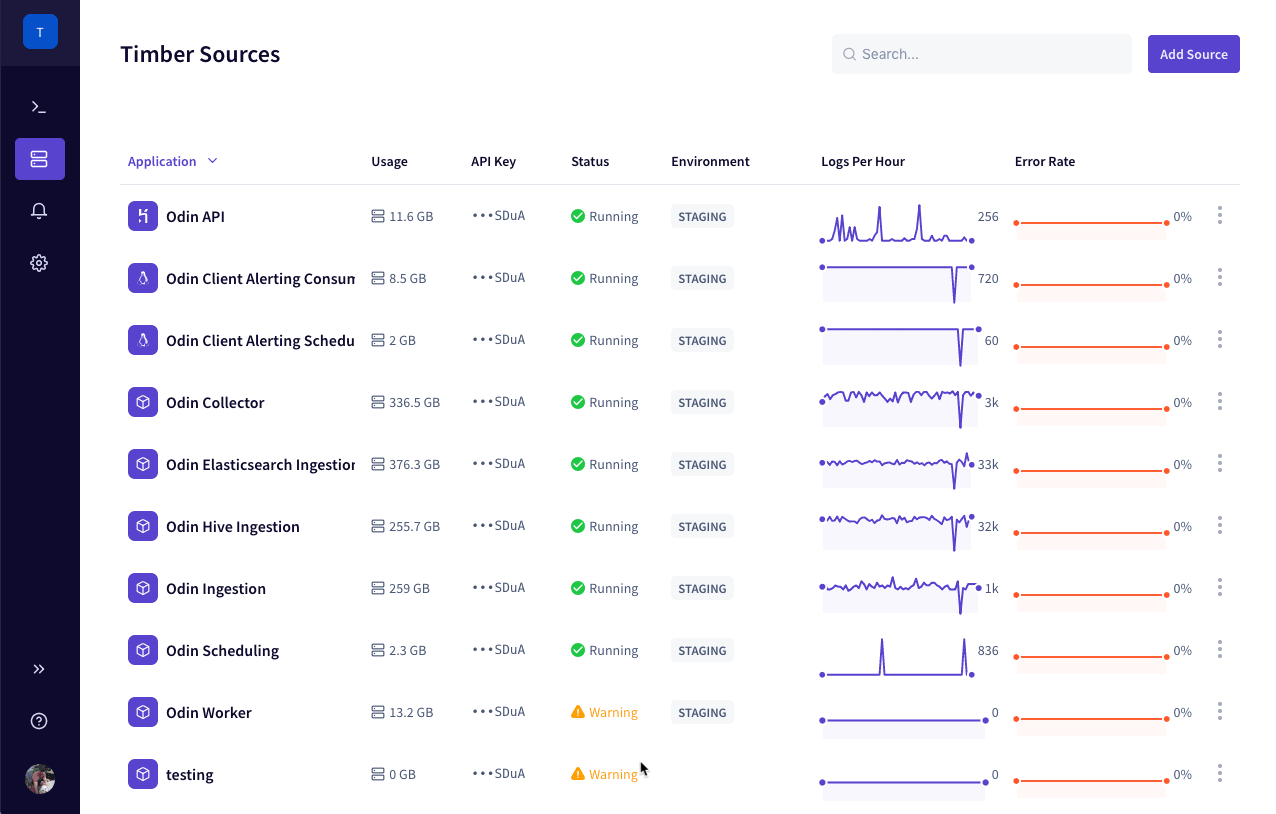 T
Timber Sources
Search...
Add Source
Application Usage API Key Status Environment Logs Per Hour Error Rate
Odin API 11.6 GB •••SDuA Running STAGING 256 0%
Odin Client Alerting Consum 8.5 GB •••SDuA Running STAGING 720 0%
Odin Client Alerting Schedu 2 GB •••SDuA Running STAGING 60 0%
Odin Collector 336.5 GB •••SDuA Running STAGING 3k 0%
Odin Elasticsearch Ingestion 376.3 GB •••SDuA Running STAGING 33k 0%
Odin Hive Ingestion 255.7 GB •••SDuA Running STAGING 32k 0%
Odin Ingestion 259 GB •••SDuA Running STAGING 1k 0%
Odin Scheduling 2.3 GB •••SDuA Running STAGING 836 0%
Odin Worker 13.2 GB •••SDuA Warning STAGING 0 0%
testing 0 GB •••SDuA Warning 0 0%